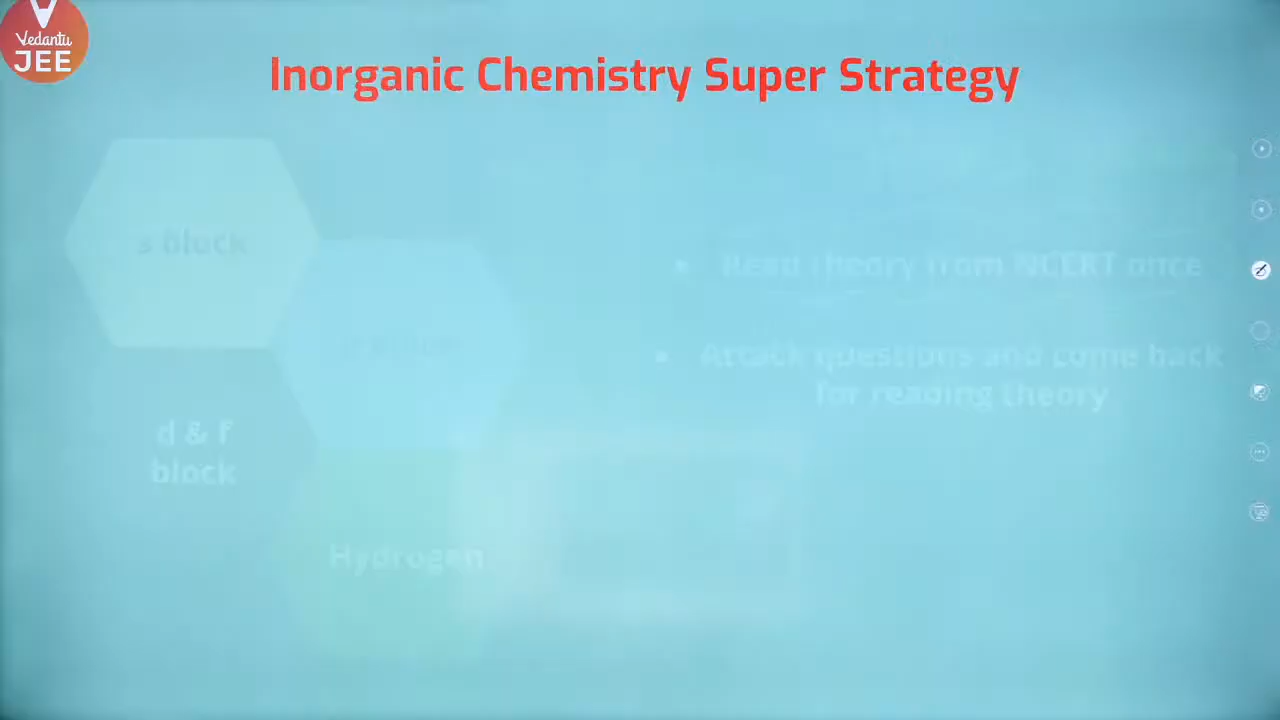 Vedantu
JEE
Inorganic Chemistry Super Strategy
s block
Read theory from NCERT once
d & f
block
Attack questions and come back
for reading theory
Hydrogen